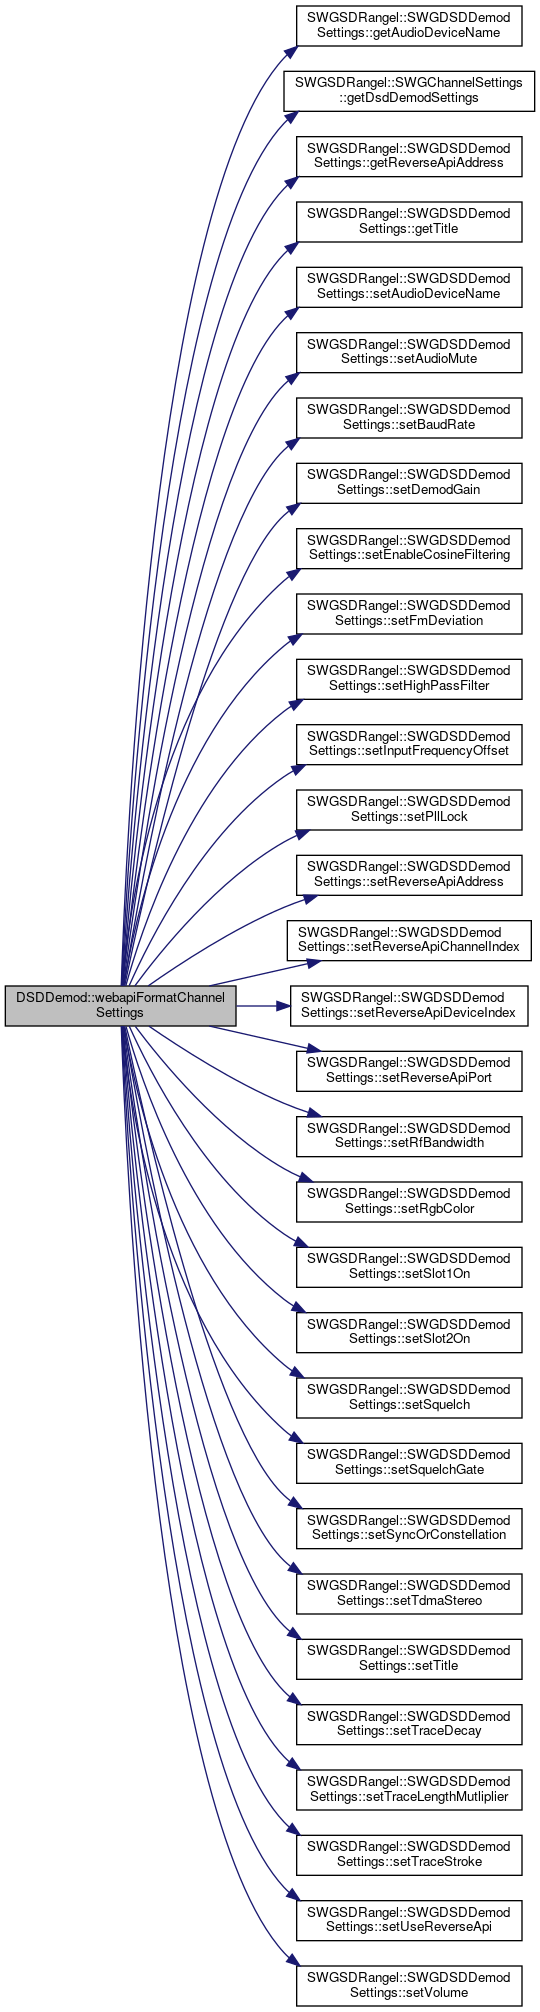 SWGSDRangel::SWGDSDDemod
Settings::getAudioDeviceName
SWGSDRangel::SWGChannelSettings
::getDsdDemodSettings
SWGSDRangel::SWGDSDDemod
Settings::getReverseApiAddress
SWGSDRangel::SWGDSDDemod
Settings::getTitle
SWGSDRangel::SWGDSDDemod
Settings::setAudioDeviceName
SWGSDRangel::SWGDSDDemod
Settings::setAudioMute
SWGSDRangel::SWGDSDDemod
Settings::setBaudRate
SWGSDRangel::SWGDSDDemod
Settings::setDemodGain
SWGSDRangel::SWGDSDDemod
Settings::setEnableCosineFiltering
SWGSDRangel::SWGDSDDemod
Settings::setFmDeviation
SWGSDRangel::SWGDSDDemod
Settings::setHighPassFilter
SWGSDRangel::SWGDSDDemod
Settings::setInputFrequencyOffset
SWGSDRangel::SWGDSDDemod
Settings::setPllLock
SWGSDRangel::SWGDSDDemod
Settings::setReverseApiAddress
SWGSDRangel::SWGDSDDemod
Settings::setReverseApiChannelIndex
DSDDemod::webapiFormatChannel
Settings
SWGSDRangel::SWGDSDDemod
Settings::setReverseApiDeviceIndex
SWGSDRangel::SWGDSDDemod
Settings::setReverseApiPort
SWGSDRangel::SWGDSDDemod
Settings::setRfBandwidth
SWGSDRangel::SWGDSDDemod
Settings::setRgbColor
SWGSDRangel::SWGDSDDemod
Settings::setSlot1On
SWGSDRangel::SWGDSDDemod
Settings::setSlot2On
SWGSDRangel::SWGDSDDemod
Settings::setSquelch
SWGSDRangel::SWGDSDDemod
Settings::setSquelchGate
SWGSDRangel::SWGDSDDemod
Settings::setSyncOrConstellation
SWGSDRangel::SWGDSDDemod
Settings::setTdmaStereo
SWGSDRangel::SWGDSDDemod
Settings::setTitle
SWGSDRangel::SWGDSDDemod
Settings::setTraceDecay
SWGSDRangel::SWGDSDDemod
Settings::setTraceLengthMutliplier
SWGSDRangel::SWGDSDDemod
Settings::setTraceStroke
SWGSDRangel::SWGDSDDemod
Settings::setUseReverseApi
SWGSDRangel::SWGDSDDemod
Settings::setVolume